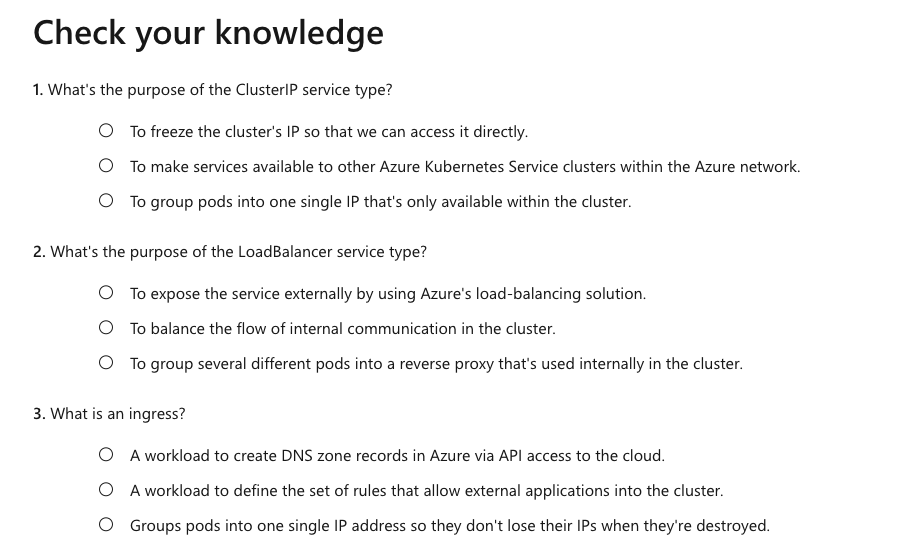 Check your knowledge
1. What's the purpose of the ClusterIP service type?
To freeze the cluster's IP so that we can access it directly.
To make services available to other Azure Kubernetes Service clusters within the Azure network.
To group pods into one single IP that's only available within the cluster.
2. What's the purpose of the LoadBalancer service type?
To expose the service externally by using Azure's load-balancing solution.
To balance the flow of internal communication in the cluster.
To group several different pods into a reverse proxy that's used internally in the cluster.
3. What is an ingress?
A workload to create DNS zone records in Azure via API access to the cloud.
A workload to define the set of rules that allow external applications into the cluster.
Groups pods into one single IP address so they don't lose their IPs when they're destroyed.